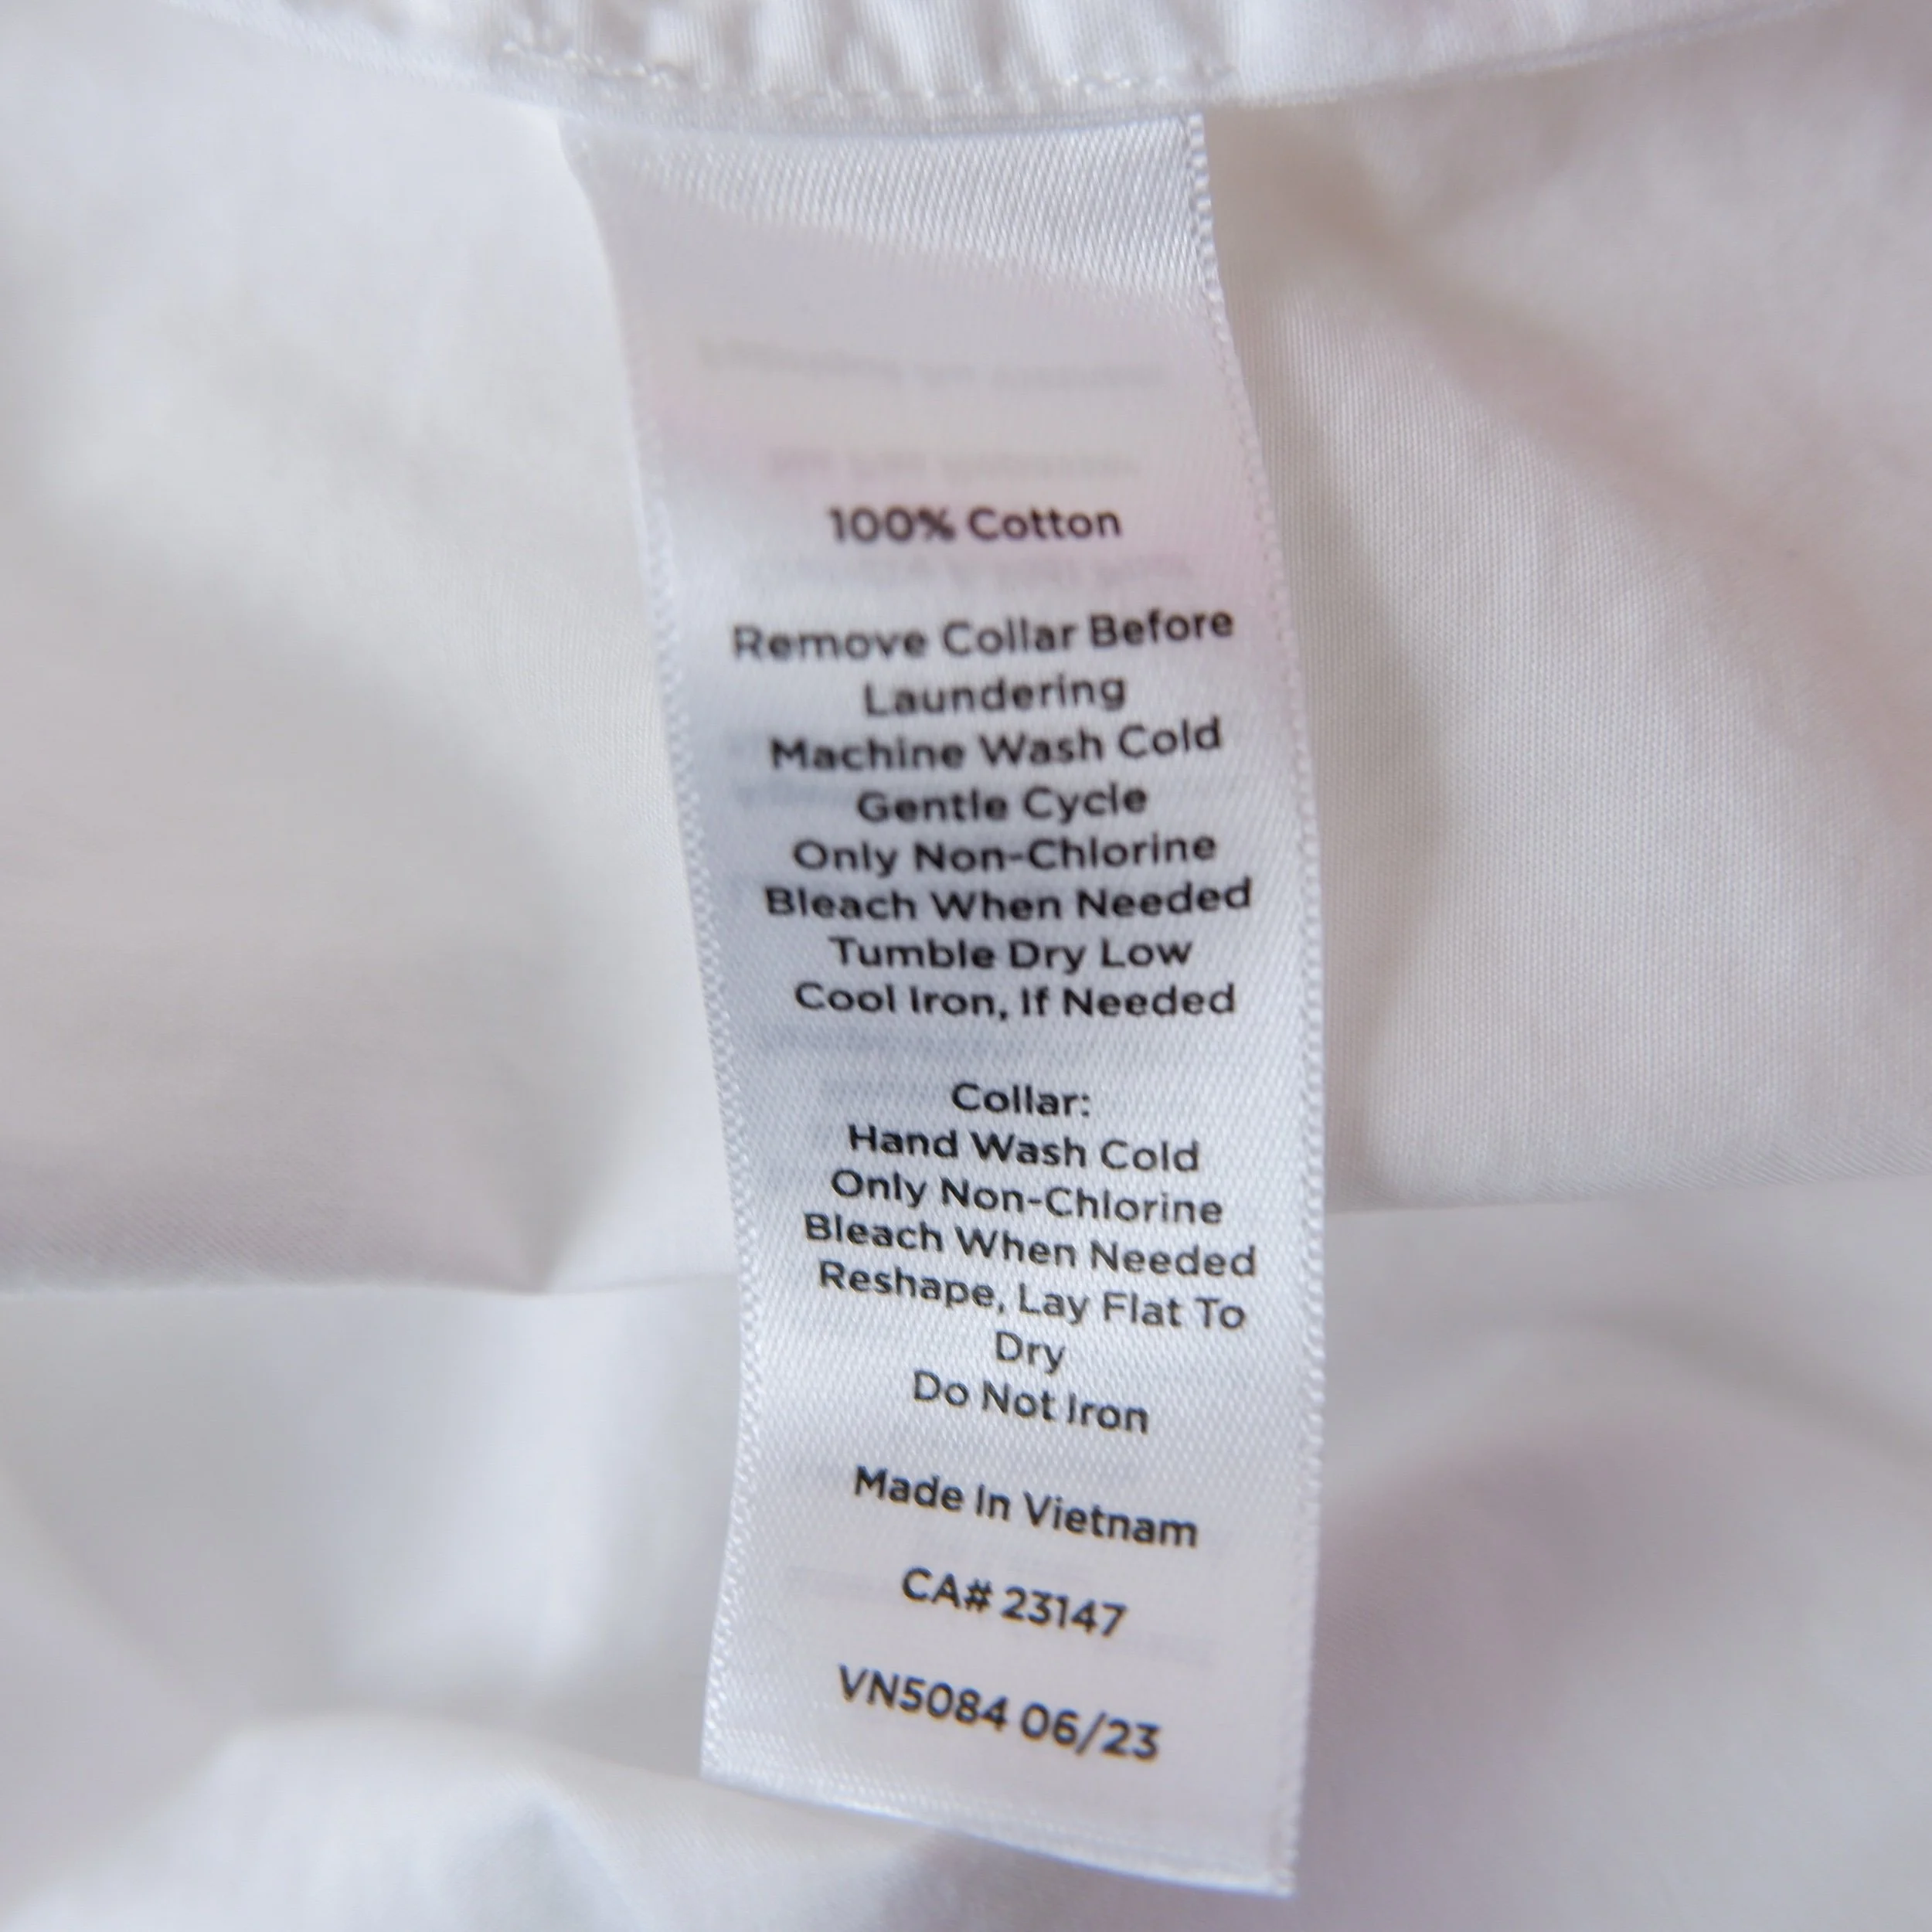 100% Cotton
Remove Collar Before
Laundering
Machine Wash Cold
Gentle Cycle
Only Non-Chlorine
Bleach When Needed
Tumble Dry Low
Cool Iron, If Needed
Collar:
Hand Wash Cold
Only Non-Chlorine
Bleach When Needed
Reshape, Lay Flat To
Dry
Do Not Iron
Made In Vietnam
CA# 23147
VN5084 06/23